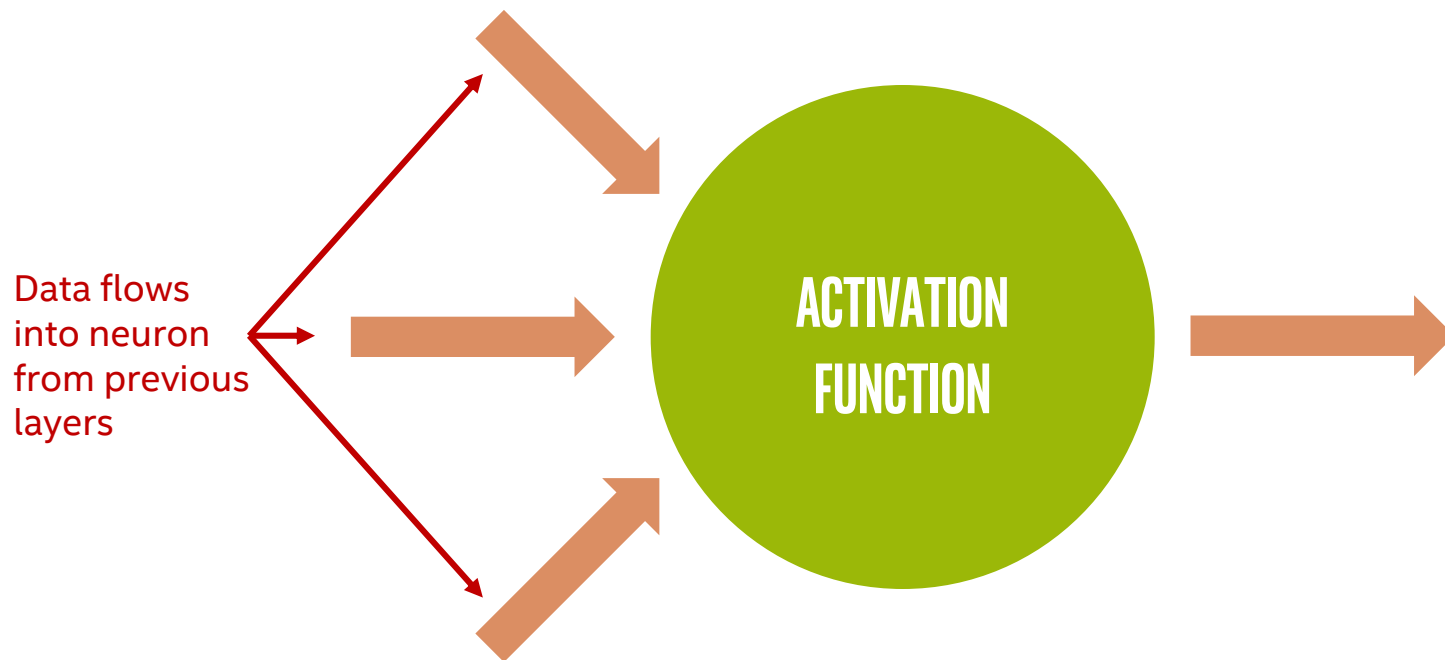 Data flows
into neuron
from previous
layers
ACTIVATION
FUNCTION